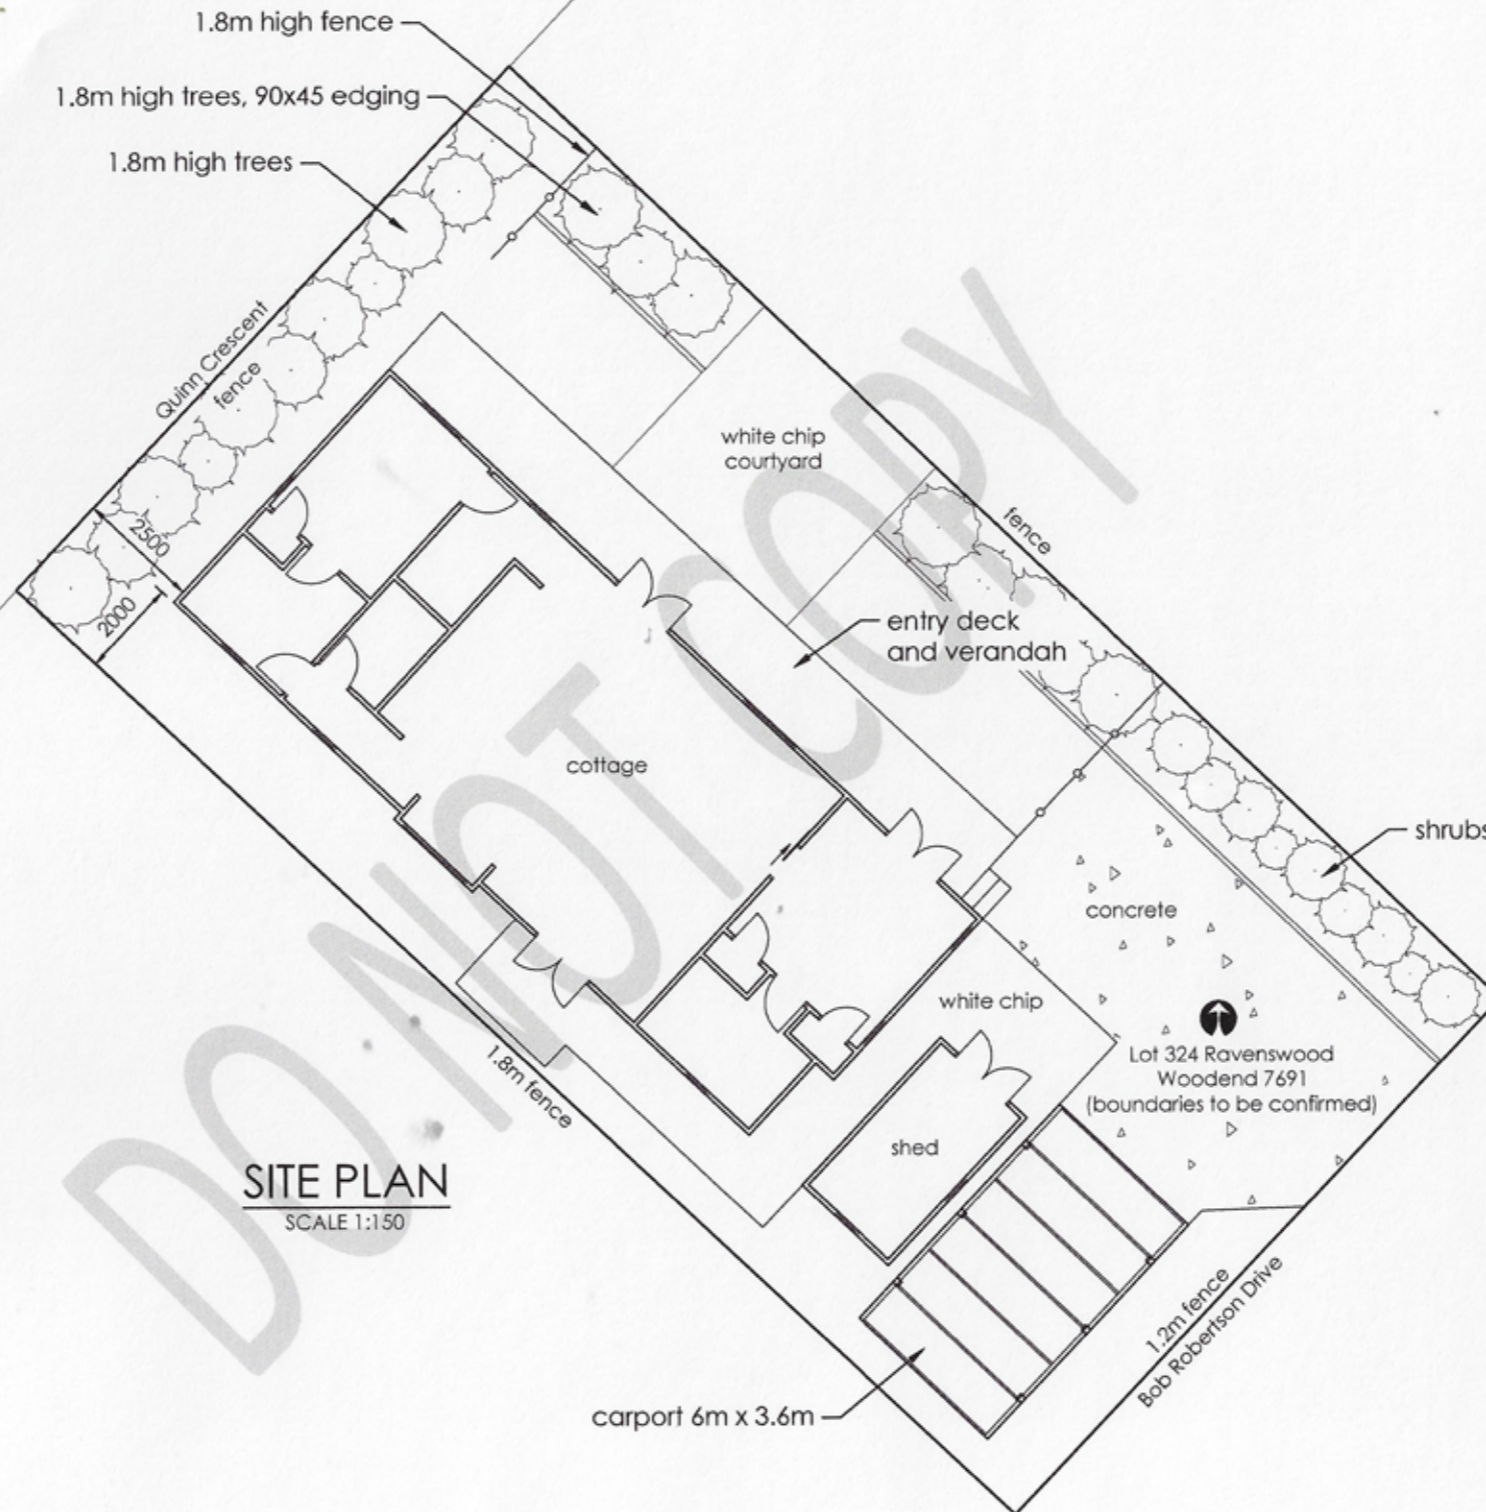 1.8m high fence
1.8m high trees, 90x45 edging
1.8m high trees
Quinn Crescent
fence
2500
2000
white chip
courtyard
fence
entry deck
and verandah
cottage
shrubs
concrete
white chip
Lot 324 Ravenswood
Woodend 7691
(boundaries to be confirmed)
1.8m fence
shed
SITE PLAN
SCALE 1:150
1.2m fence
Bob Robertson Drive
carport 6m x 3.6m
DO NOT COPY